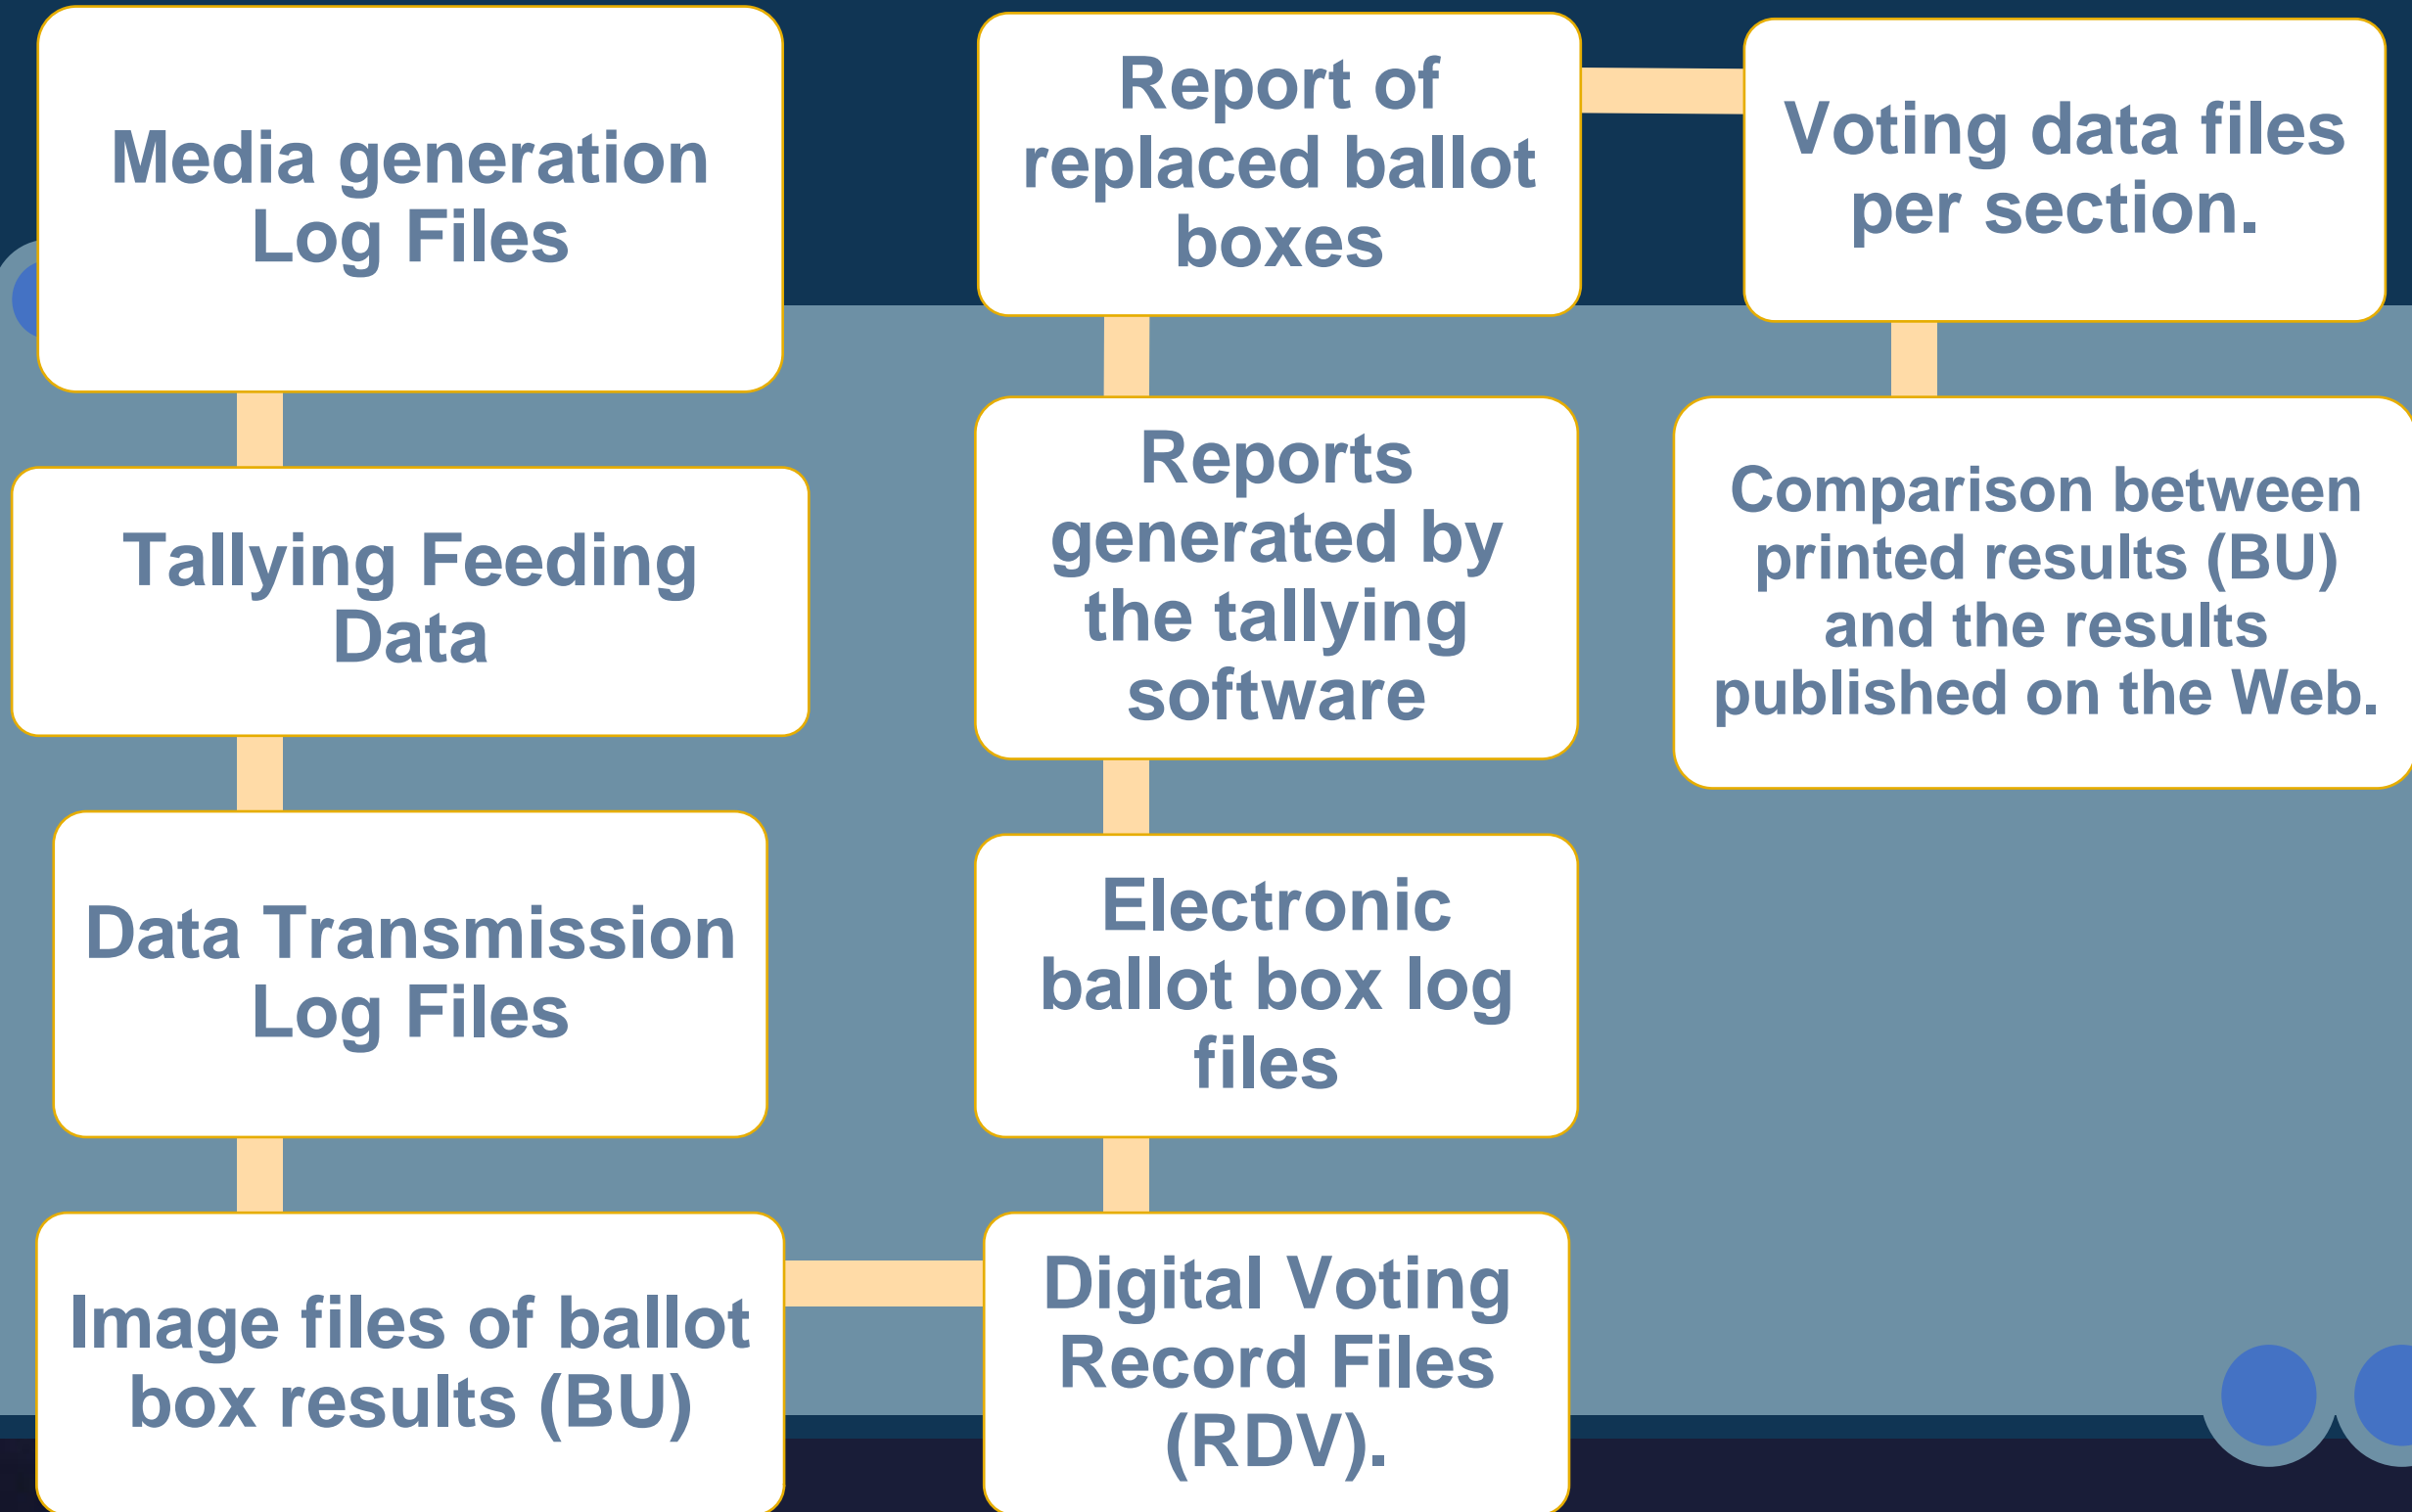 Media generation
Log Files
Tallying Feeding
Data
Data Transmission
Log Files
Image files of ballot
box results (BU)
Digital Voting
Record Files
(RDV).
Electronic
ballot box log
files
Reports
generated by
the tallying
software
Report of
replaced ballot
boxes
Voting data files
per section.
Comparison between
printed results (BU)
and the results
published on the Web.